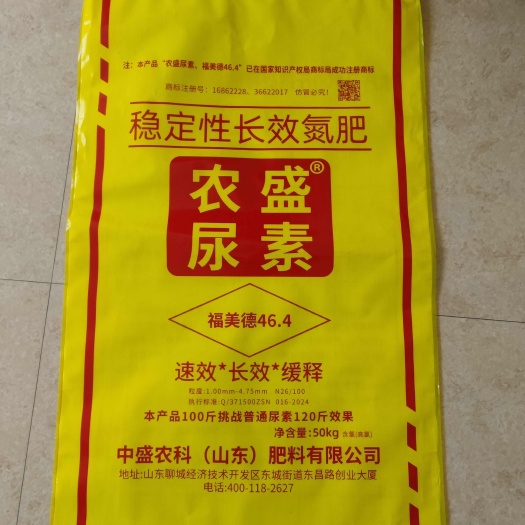 注：本产品“农盛尿素、福美德46.4”已在国家知识产权局商标局成功注册商标
商标注册号：16862228、36622017 仿冒必究！
稳定性长效氮肥
农盛®
尿素
福美德46.4
速效*长效*缓释
粒度:1.00mm-4.75mm N26/100
执行标准:Q/371500ZSN 016-2024
本产品100斤挑战普通尿素120斤效果
净含量:50kg
中盛农科（山东）肥料有限公司
地址:山东聊城经济技术开发区东城街道东昌路创业大厦
电话:400-118-2627